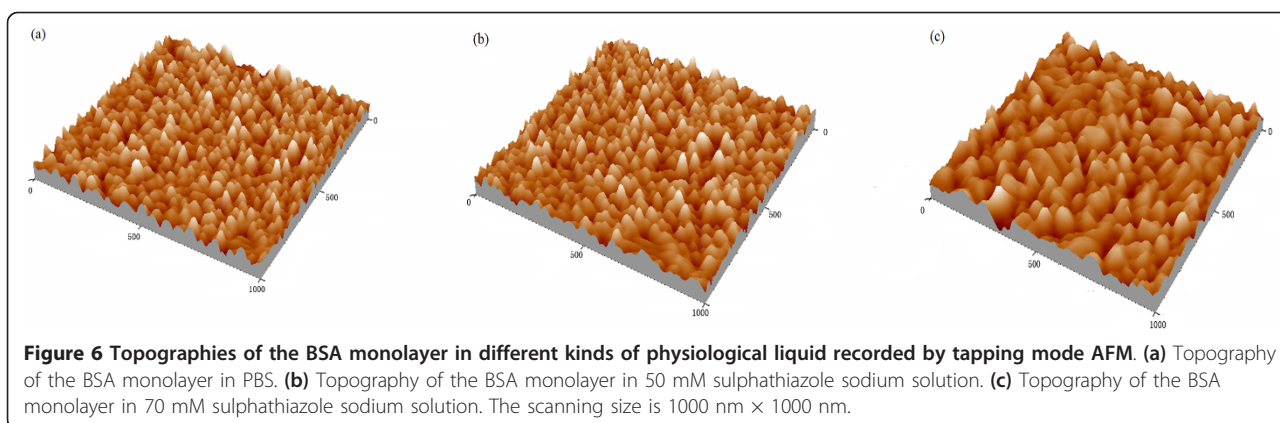 (a)
(b)
(c)
0
500
1000
500
0
0
500
1000
500
0
0
500
1000
500
0
Figure 6 Topographies of the BSA monolayer in different kinds of physiological liquid recorded by tapping mode AFM. (a) Topography
of the BSA monolayer in PBS. (b) Topography of the BSA monolayer in 50 mM sulphathiazole sodium solution. (c) Topography of the BSA
monolayer in 70 mM sulphathiazole sodium solution. The scanning size is 1000 nm × 1000 nm.